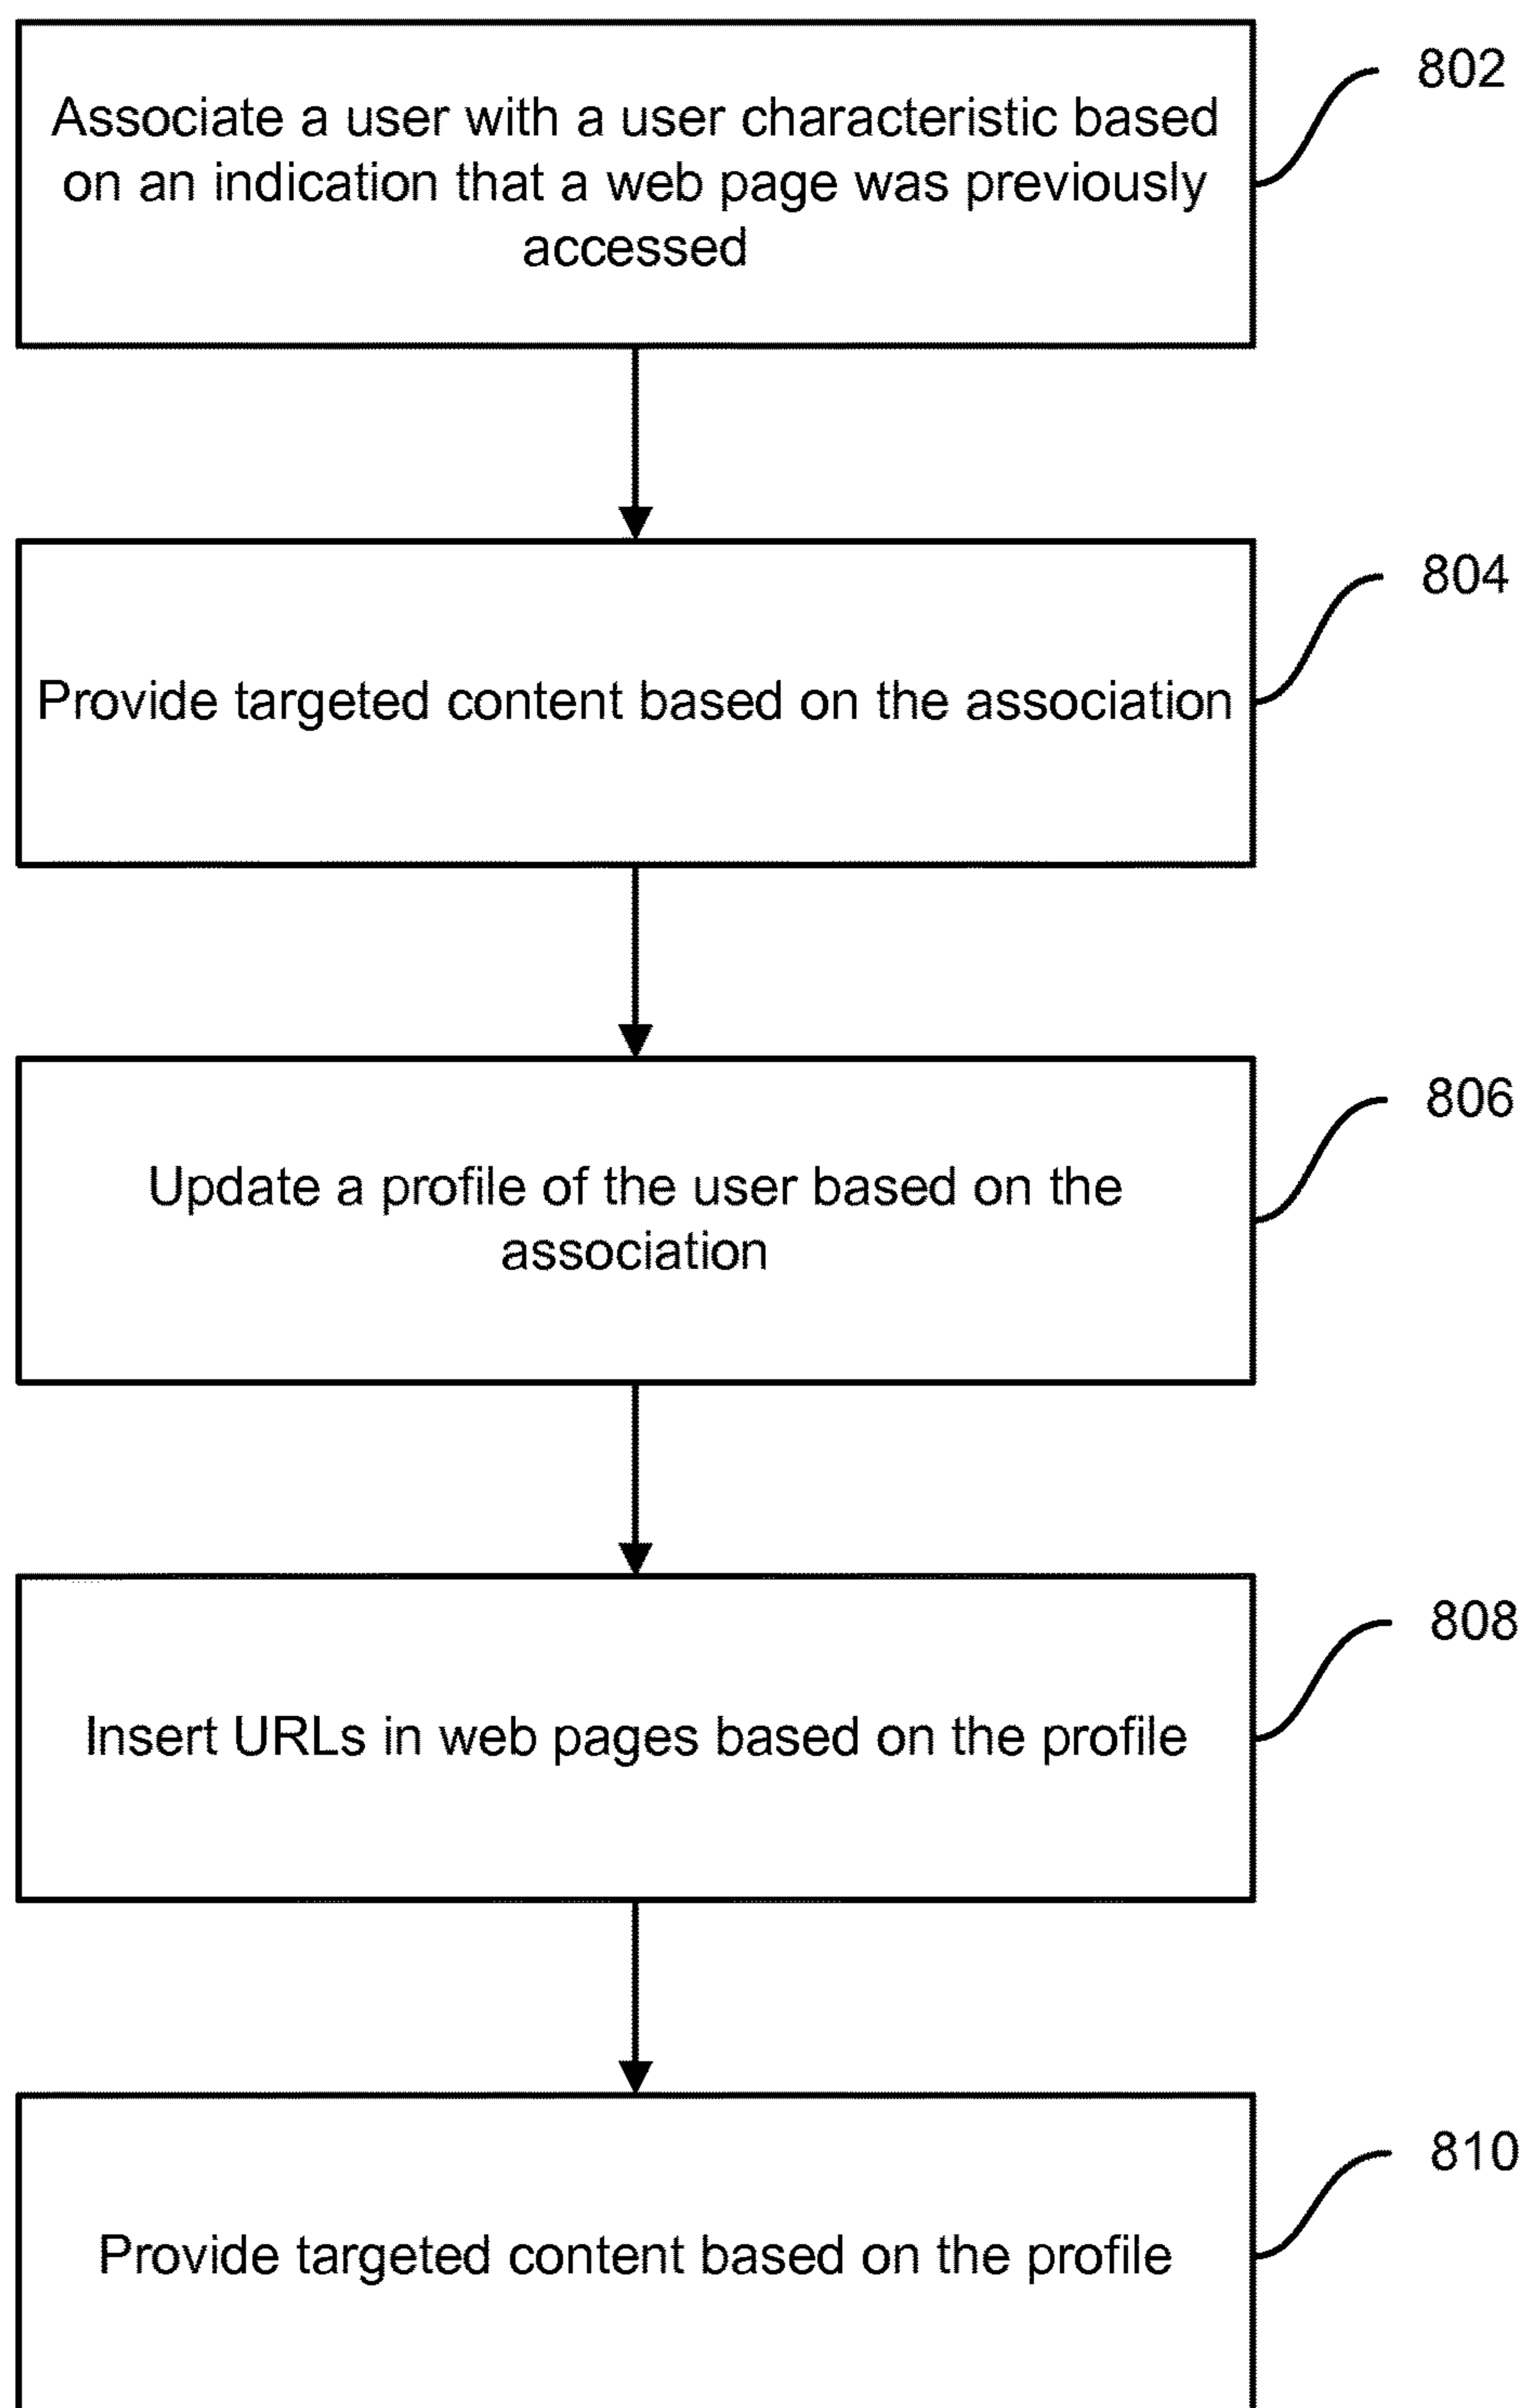 802
Associate a user with a user characteristic based
on an indication that a web page was previously
accessed
804
Provide targeted content based on the association
806
Update a profile of the user based on the
association
808
Insert URLs in web pages based on the profile
810
Provide targeted content based on the profile